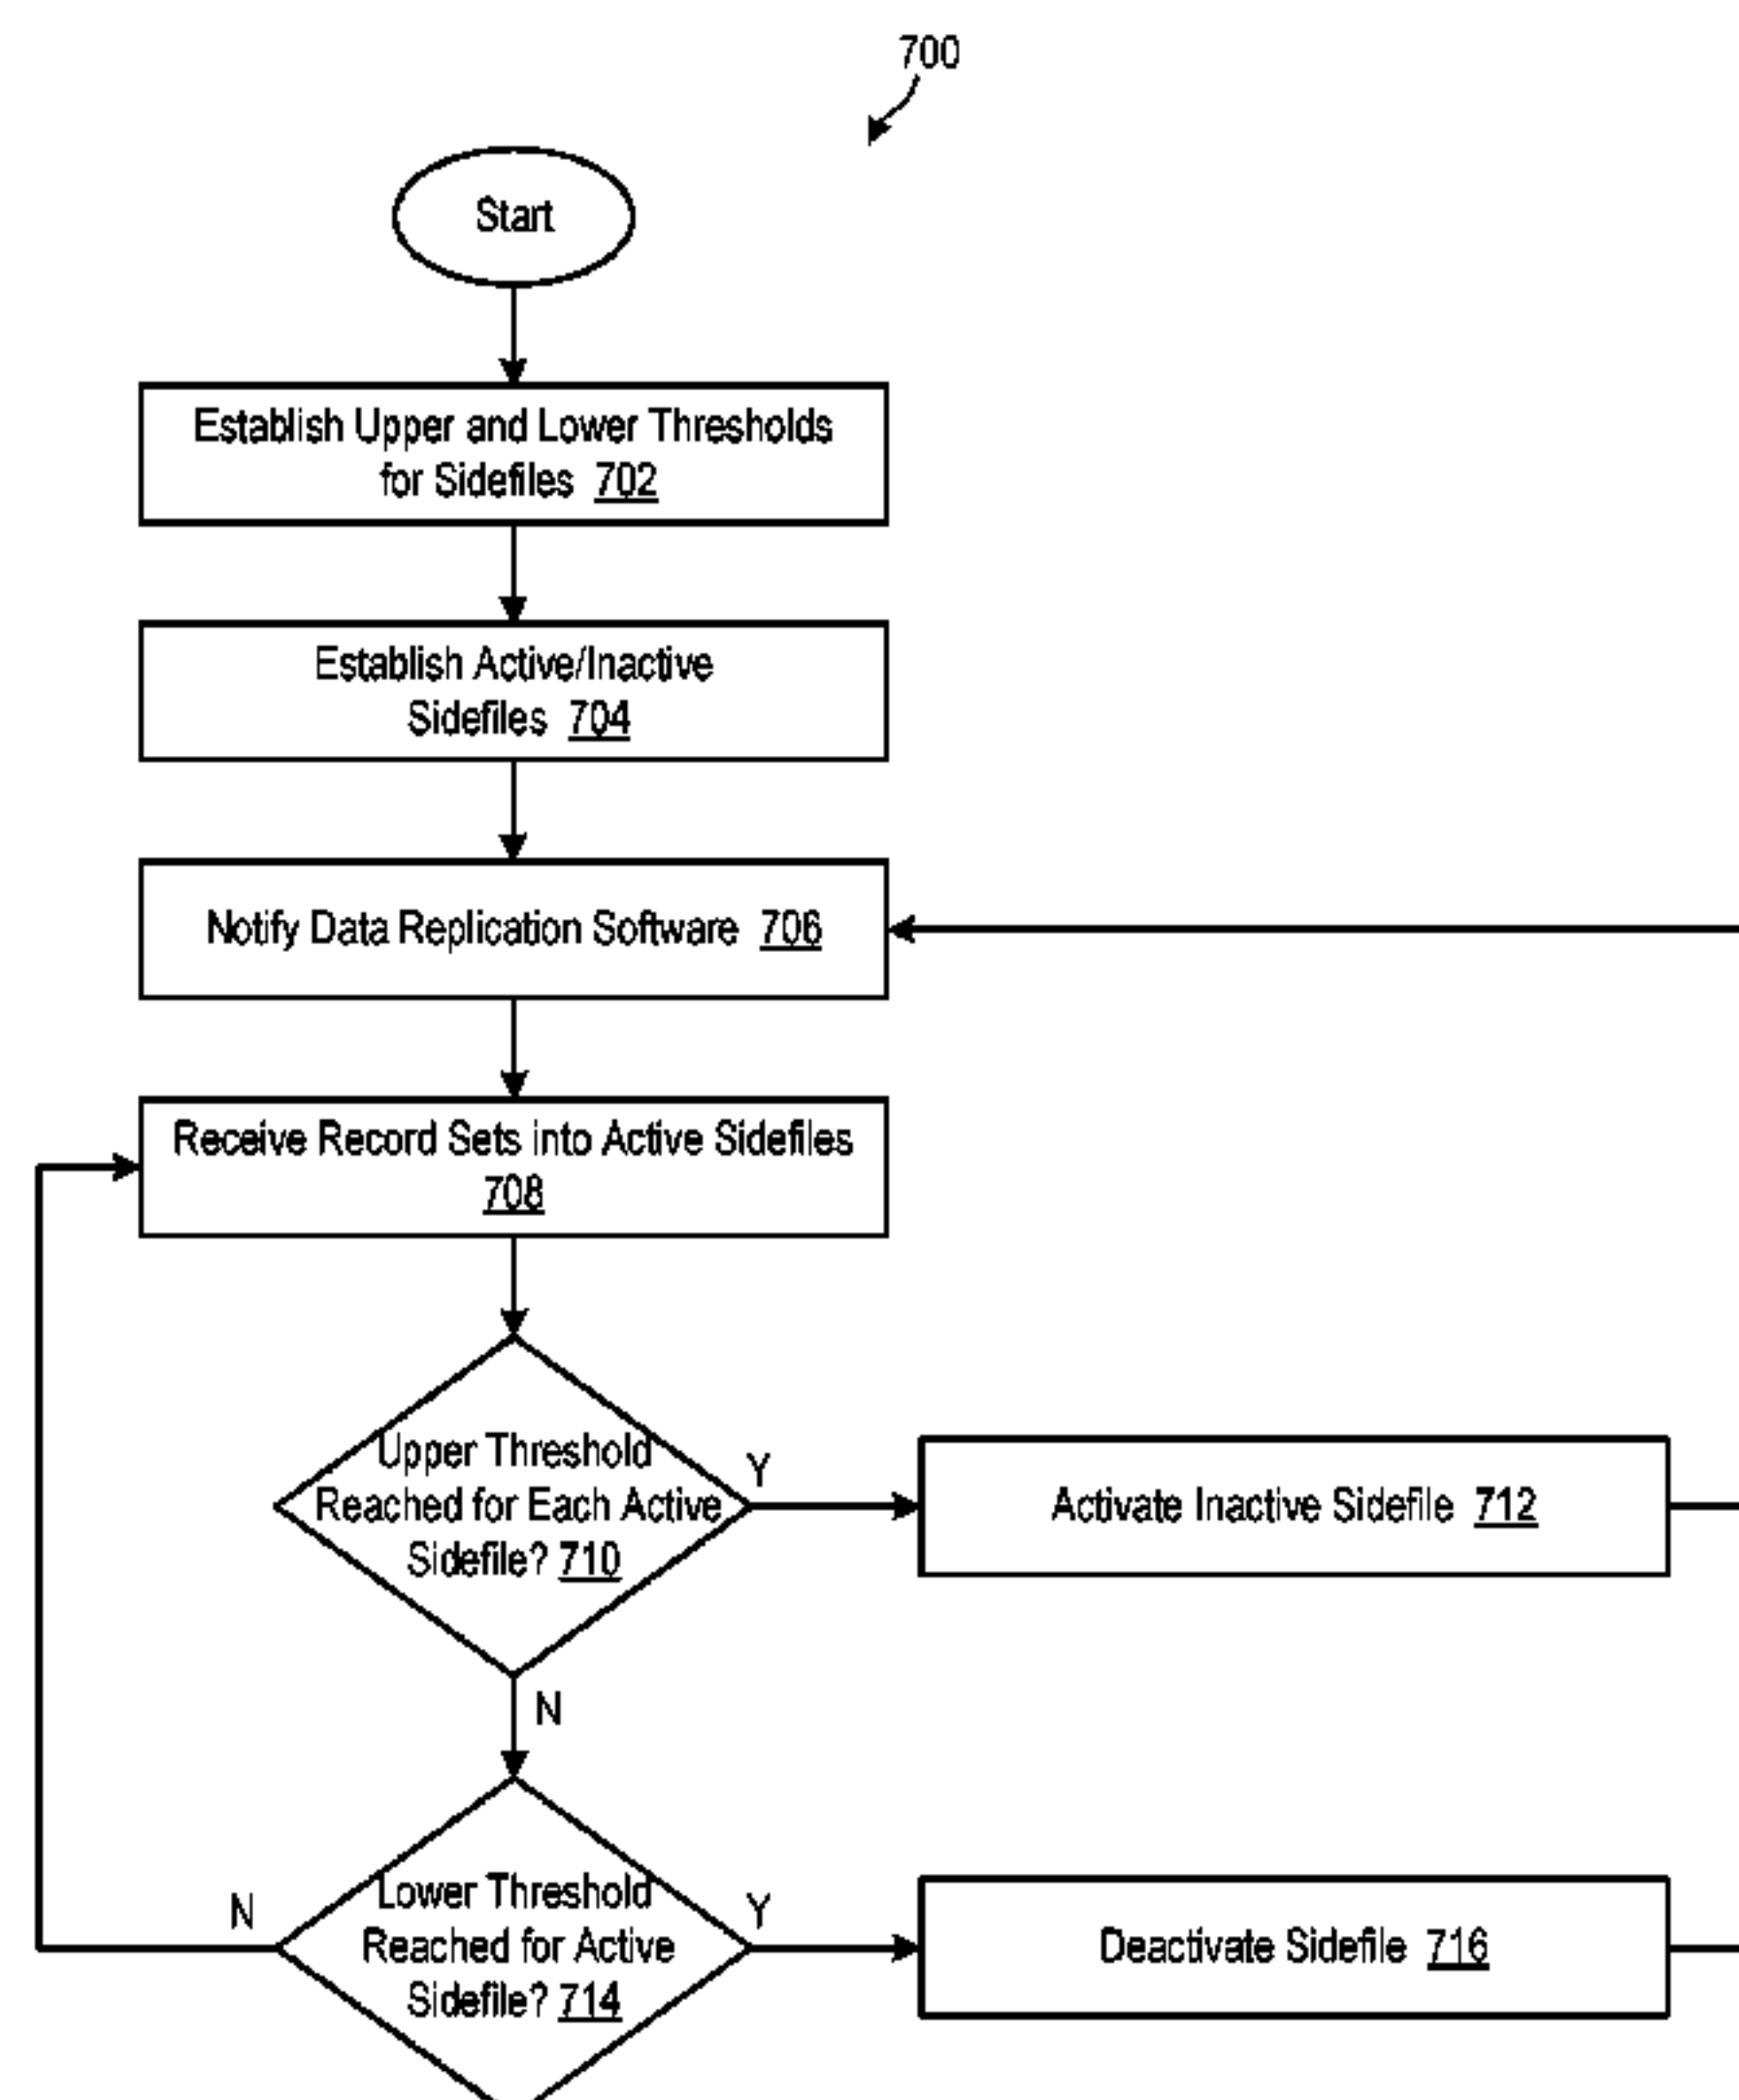 700
Start
Establish Upper and Lower Thresholds
for Sidefiles 702
Establish Active/Inactive
Sidefiles 704
Notify Data Replication Software 706
Receive Record Sets into Active Sidefiles
708
Upper Threshold
Reached for Each Active
Sidefile? 710
Y
Activate Inactive Sidefile 712
N
Lower Threshold
Reached for Active
Sidefile? 714
N
Y
Deactivate Sidefile 716